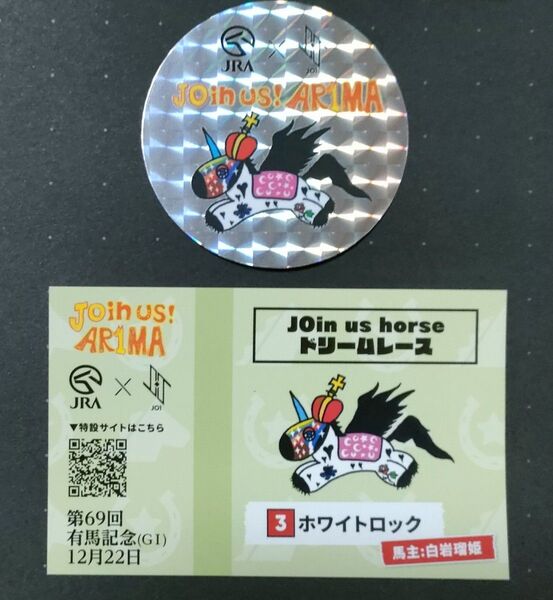 JRA × JO1
JOin us! AR1MA
JOin us!
AR1MA
JRA × JO1
▼特設サイトはこちら
第69回
有馬記念(GI)
12月22日
JOin us horse
ドリームレース
3 ホワイトロック
馬主:白岩瑠姫